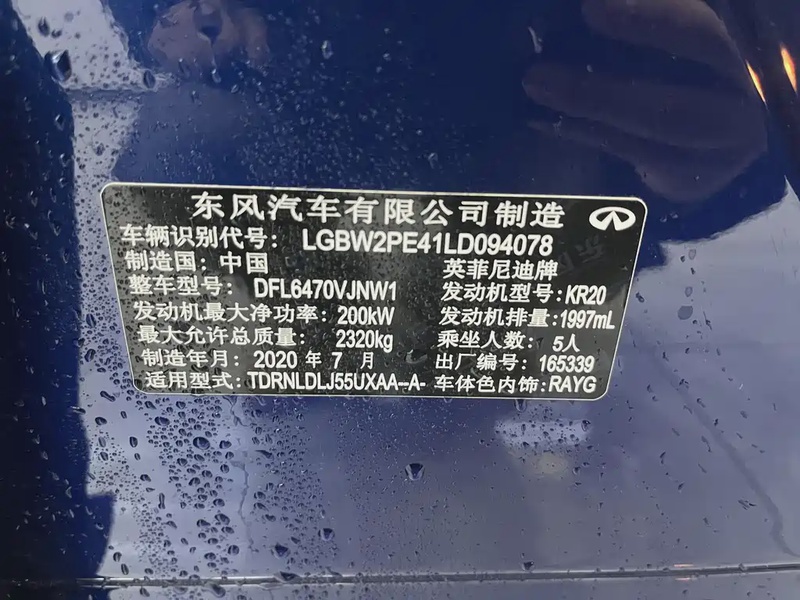 东风汽车有限公司制造
车辆识别代号: LGBW2PE41LD094078
制造国: 中国 英菲尼迪牌
整车型号: DFL6470VJNW1 发动机型号: KR20
发动机最大净功率: 200kW 发动机排量: 1997mL
最大允许总质量: 2320kg 乘坐人数: 5人
制造年月: 2020 年 7 月 出厂编号: 165339
适用型式: TDRNLDLJ55UXAA--A- 车体色内饰: RAYG